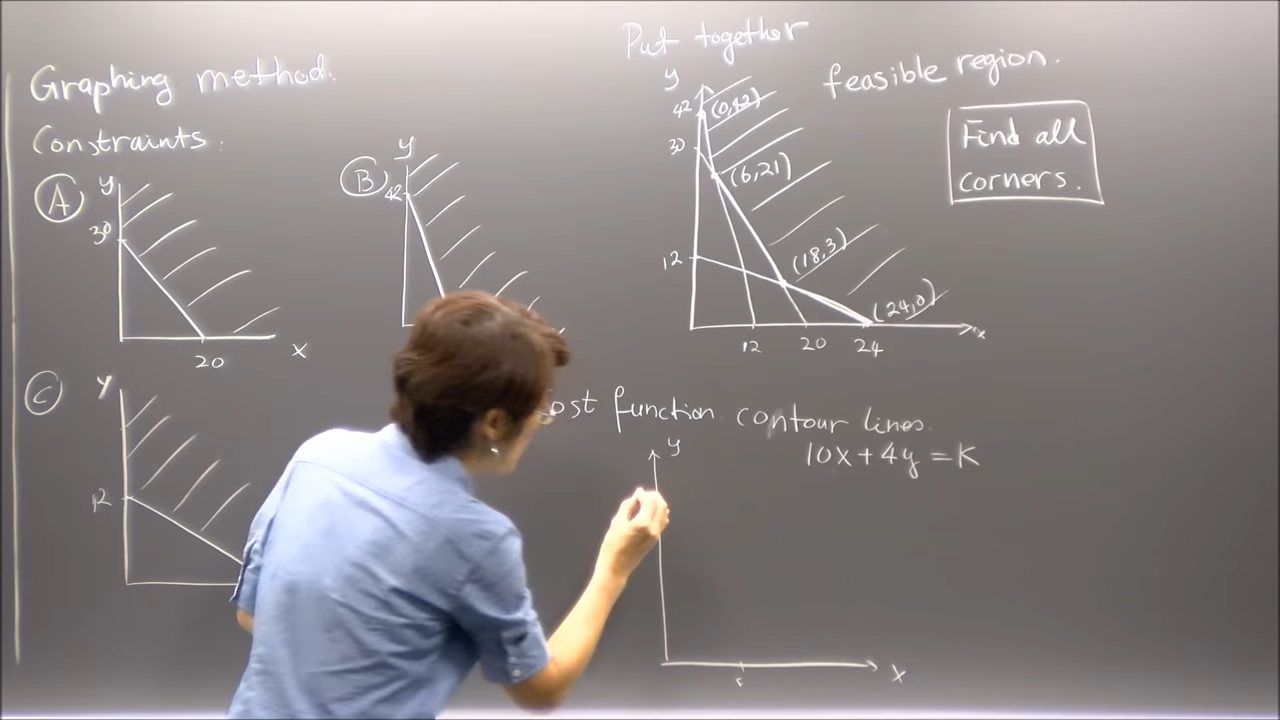 Graphing method.
Constraints.
A
y
30
20
x
B
y
42
C
y
12
Put together
feasible region.
Find all
corners.
y
42
(0,42)
30
(6,21)
12
(18,3)
(24,0)
12 20 24
x
ost function. contour lines.
10x+4y=K
y
x